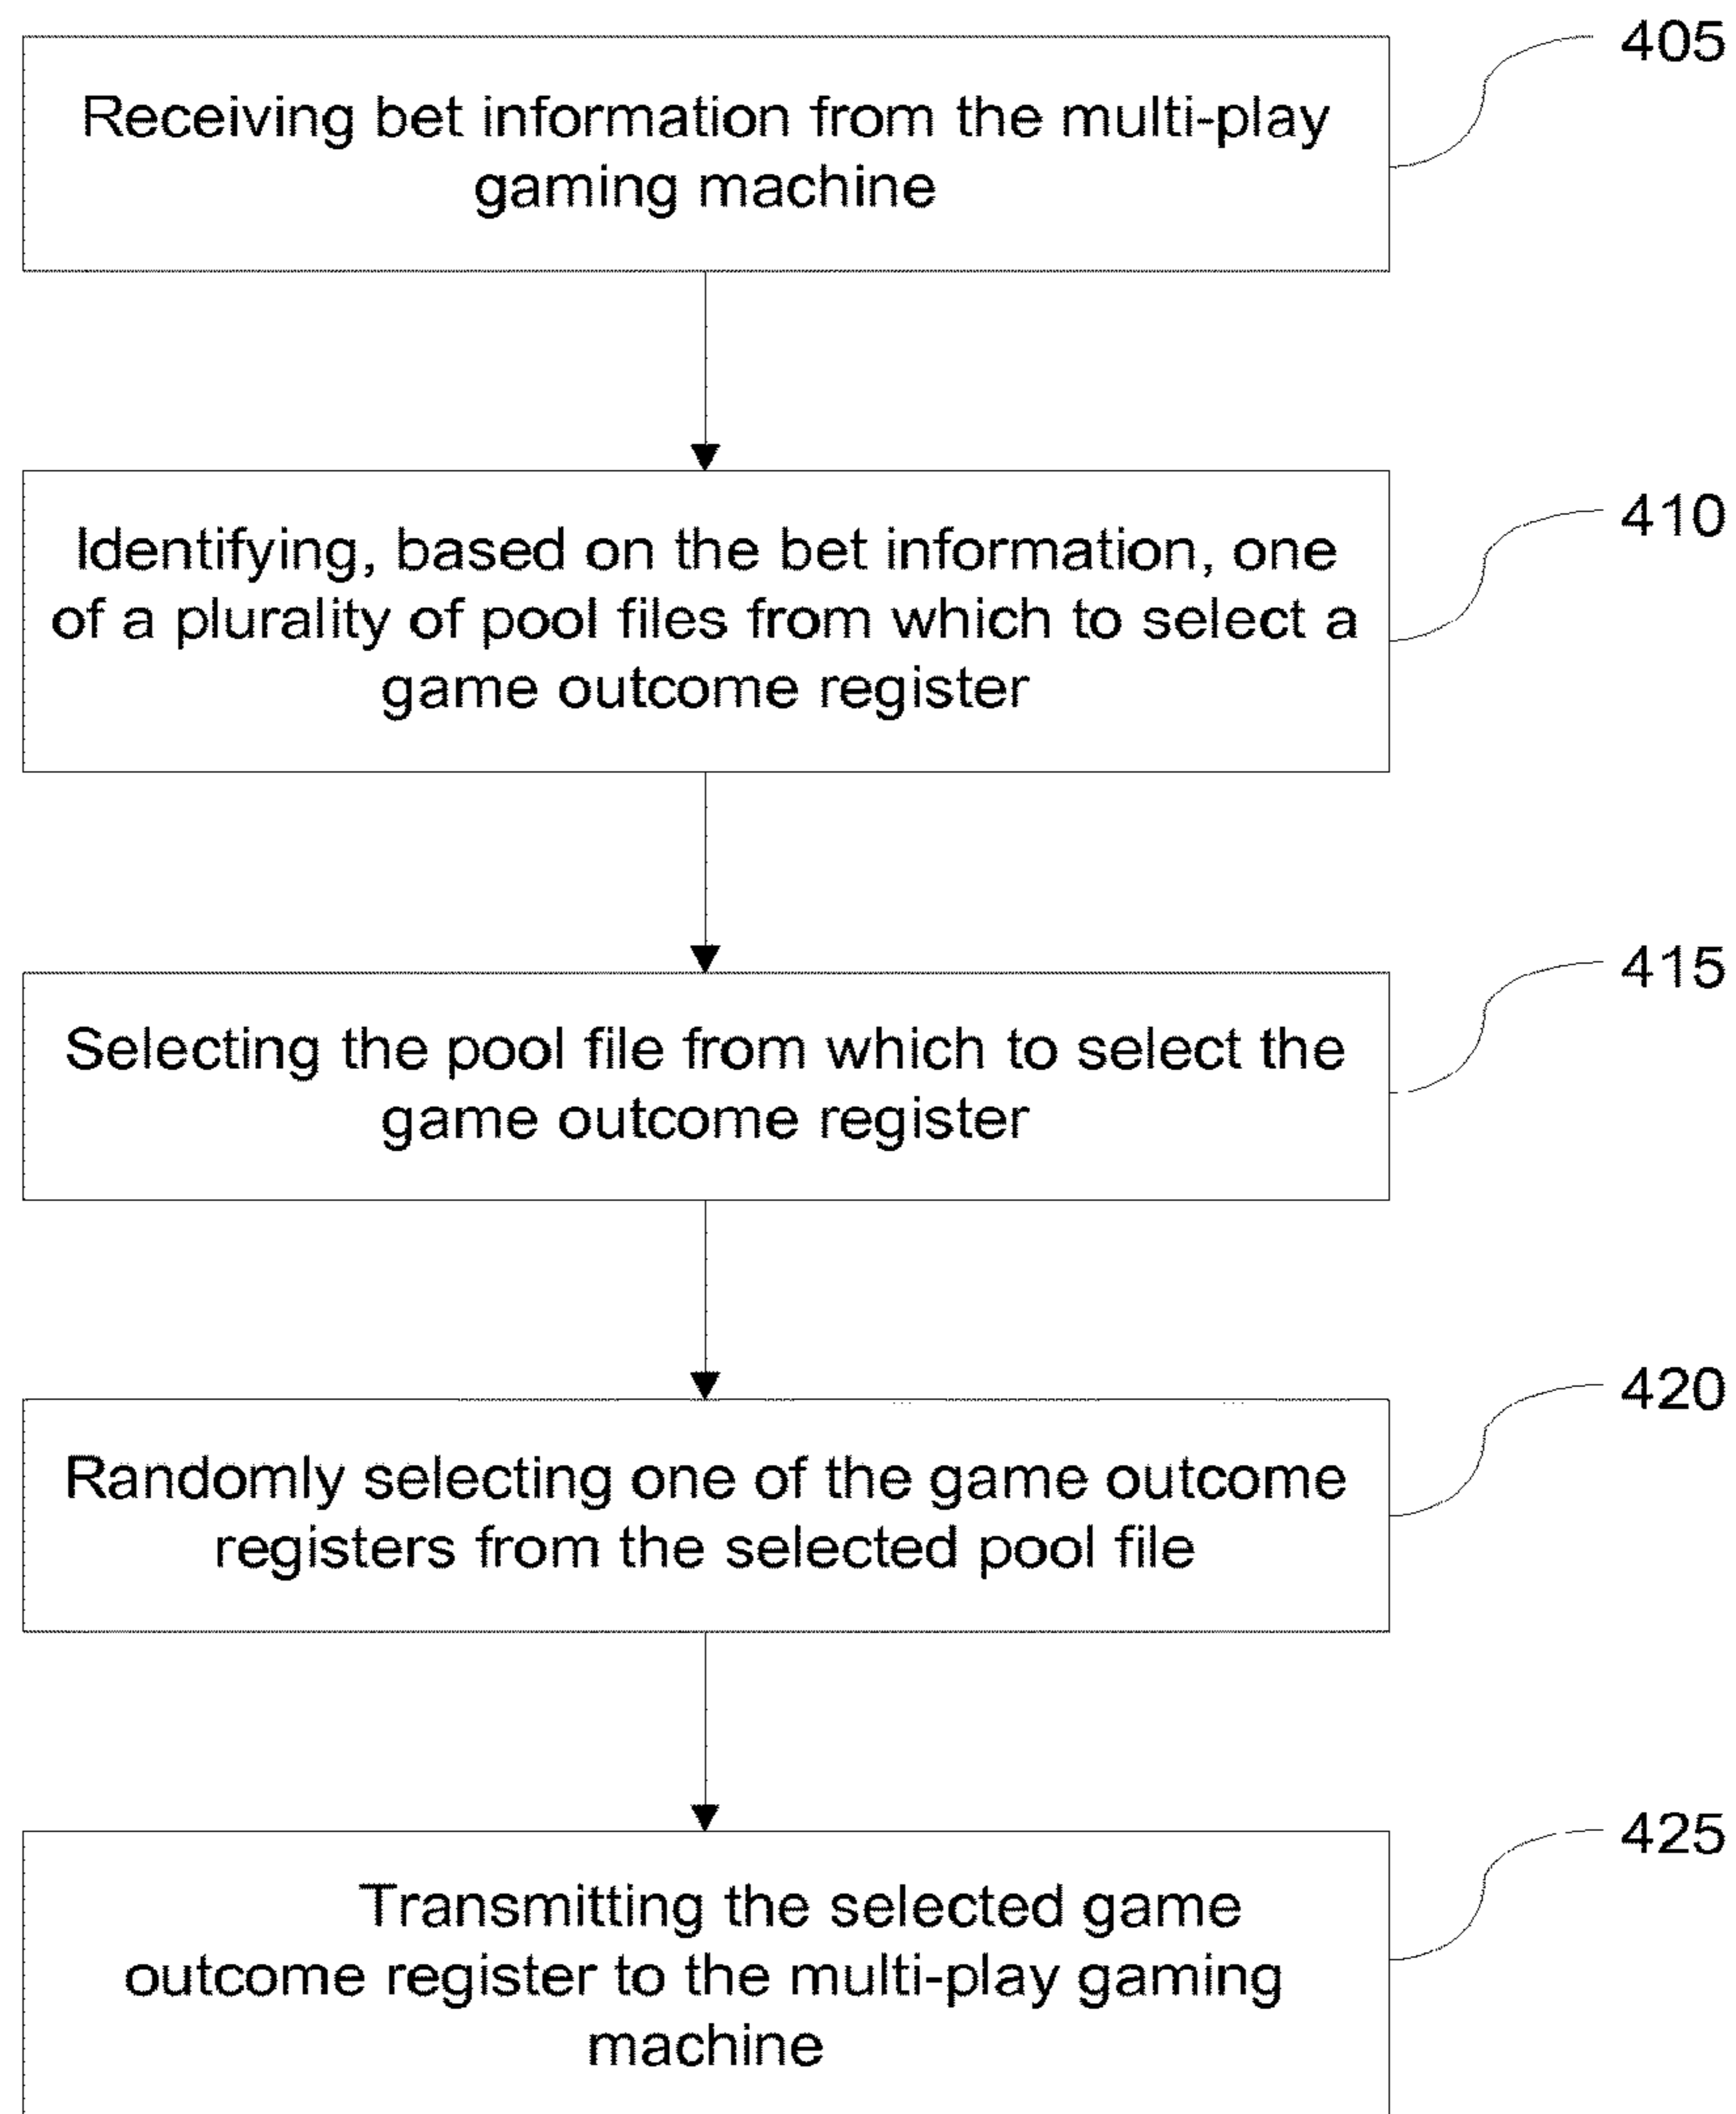 405
Receiving bet information from the multi-play
gaming machine
410
Identifying, based on the bet information, one
of a plurality of pool files from which to select a
game outcome register
415
Selecting the pool file from which to select the
game outcome register
420
Randomly selecting one of the game outcome
registers from the selected pool file
425
Transmitting the selected game
outcome register to the multi-play gaming
machine